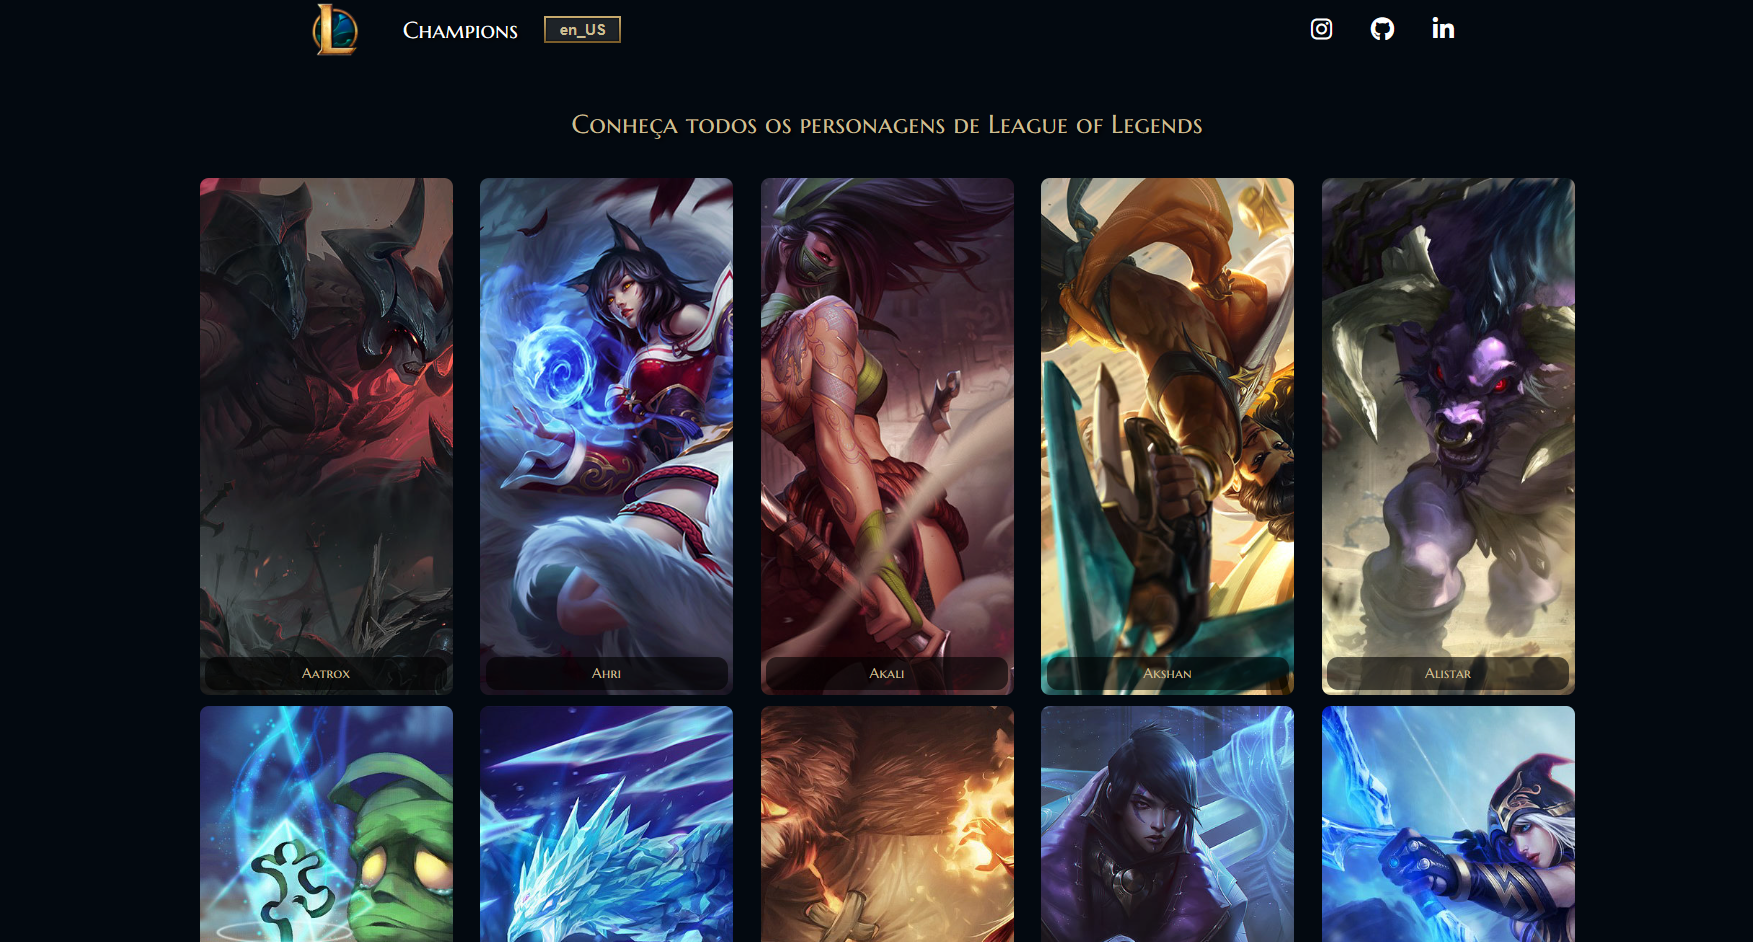 Champions
en_US
Conheça todos os personagens de League of Legends
Aatrox
Ahri
Akali
Akshan
Alistar